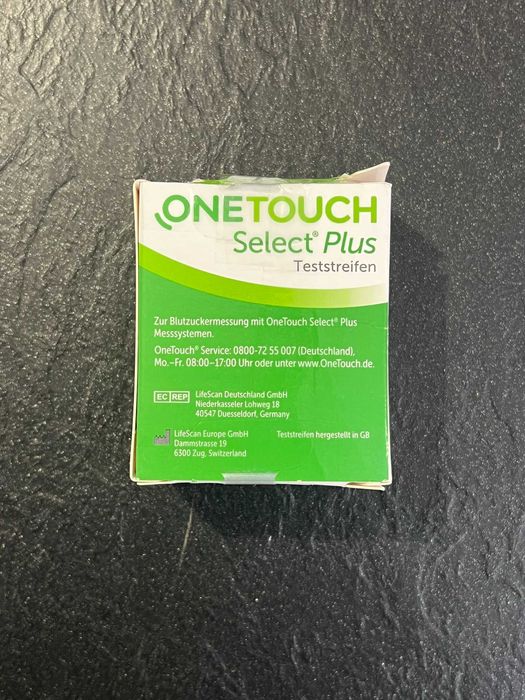 ONETOUCH
Select® Plus
Teststreifen
Zur Blutzuckermessung mit OneTouch Select® Plus
Messsystemen.
OneTouch® Service: 0800-72 55 007 (Deutschland),
Mo.–Fr. 08:00–17:00 Uhr oder unter www.OneTouch.de.
EC REP
LifeScan Deutschland GmbH
Niederkasseler Lohweg 18
40547 Duesseldorf, Germany
LifeScan Europe GmbH
Dammstrasse 19
6300 Zug, Switzerland
Teststreifen hergestellt in GB